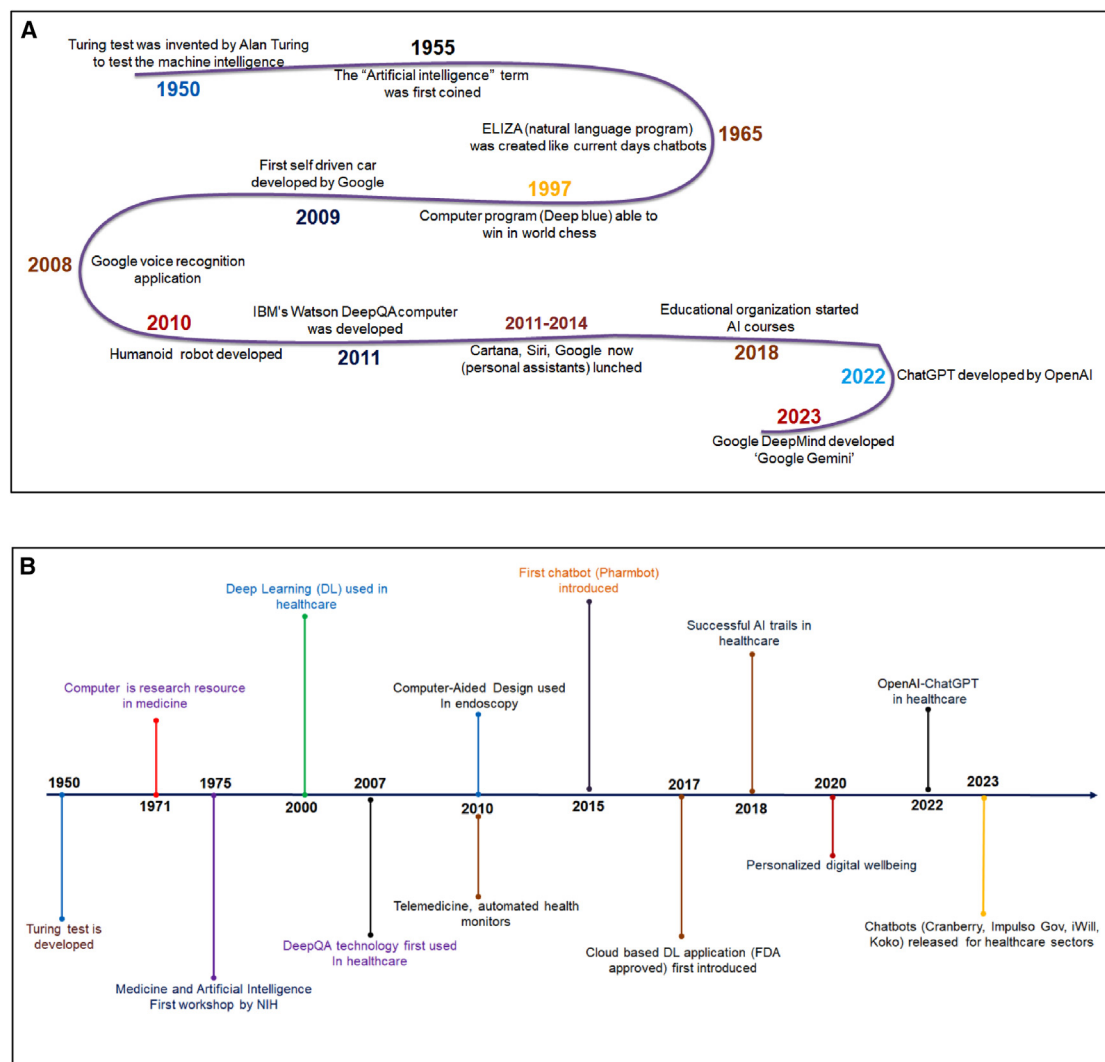 A
Turing test was invented by Alan Turing
to test the machine intelligence
1950
1955
The “Artificial intelligence” term
was first coined
1965
ELIZA (natural language program)
was created like current days chatbots
1997
Computer program (Deep blue) able to
win in world chess
First self driven car
developed by Google
2009
2008
Google voice recognition
application
2010
Humanoid robot developed
IBM's Watson DeepQA computer
was developed
2011
2011-2014
Cartana, Siri, Google now
(personal assistants) lunched
Educational organization started
AI courses
2018
2022
ChatGPT developed by OpenAI
2023
Google DeepMind developed
‘Google Gemini’
B
1950
Turing test is
developed
Computer is research resource
in medicine
1971
1975
Medicine and Artificial Intelligence
First workshop by NIH
Deep Learning (DL) used in
healthcare
2000
2007
DeepQA technology first used
In healthcare
Computer-Aided Design used
In endoscopy
2010
Telemedicine, automated health
monitors
First chatbot (Pharmbot)
introduced
2015
2017
Cloud based DL application (FDA
approved) first introduced
Successful AI trails in
healthcare
2018
2020
Personalized digital wellbeing
OpenAI-ChatGPT
in healthcare
2022
2023
Chatbots (Cranberry, Impulso Gov, iWill,
Koko) released for healthcare sectors